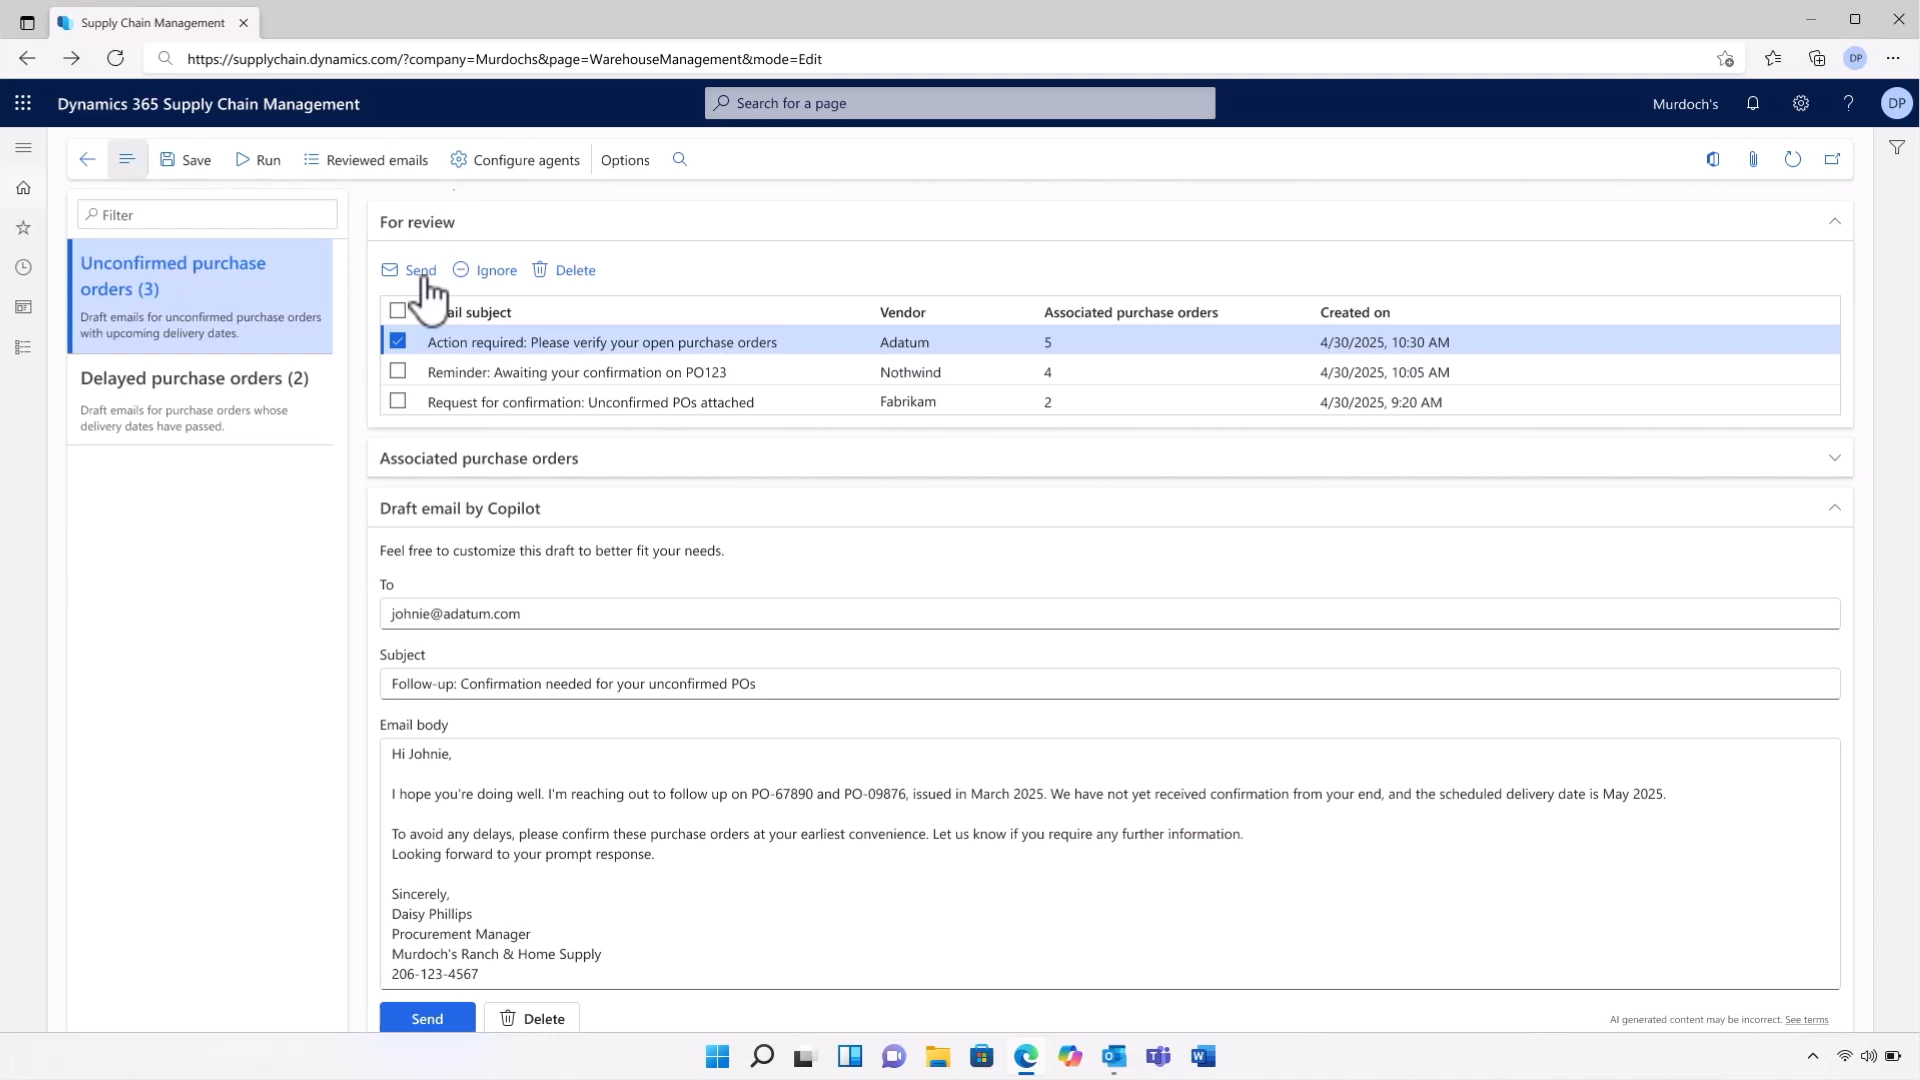 Supply Chain Management
https://supplychain.dynamics.com/?company=Murdochs&page=WarehouseManagement&mode=Edit
DP
Dynamics 365 Supply Chain Management
Search for a page
Murdoch's
DP
Save
Run
Reviewed emails
Configure agents
Options
Filter
Unconfirmed purchase
orders (3)
Draft emails for unconfirmed purchase orders
with upcoming delivery dates.
Delayed purchase orders (2)
Draft emails for purchase orders whose
delivery dates have passed.
For review
Send
Ignore
Delete
subject
Vendor
Associated purchase orders
Created on
Action required: Please verify your open purchase orders
Adatum
5
4/30/2025, 10:30 AM
Reminder: Awaiting your confirmation on PO123
Nothwind
4
4/30/2025, 10:05 AM
Request for confirmation: Unconfirmed POs attached
Fabrikam
2
4/30/2025, 9:20 AM
Associated purchase orders
Draft email by Copilot
Feel free to customize this draft to better fit your needs.
To
johnie@adatum.com
Subject
Follow-up: Confirmation needed for your unconfirmed POs
Email body
Hi Johnie,
I hope you're doing well. I'm reaching out to follow up on PO-67890 and PO-09876, issued in March 2025. We have not yet received confirmation from your end, and the scheduled delivery date is May 2025.
To avoid any delays, please confirm these purchase orders at your earliest convenience. Let us know if you require any further information.
Looking forward to your prompt response.
Sincerely,
Daisy Phillips
Procurement Manager
Murdoch's Ranch & Home Supply
206-123-4567
Send
Delete
AI generated content may be incorrect. See terms